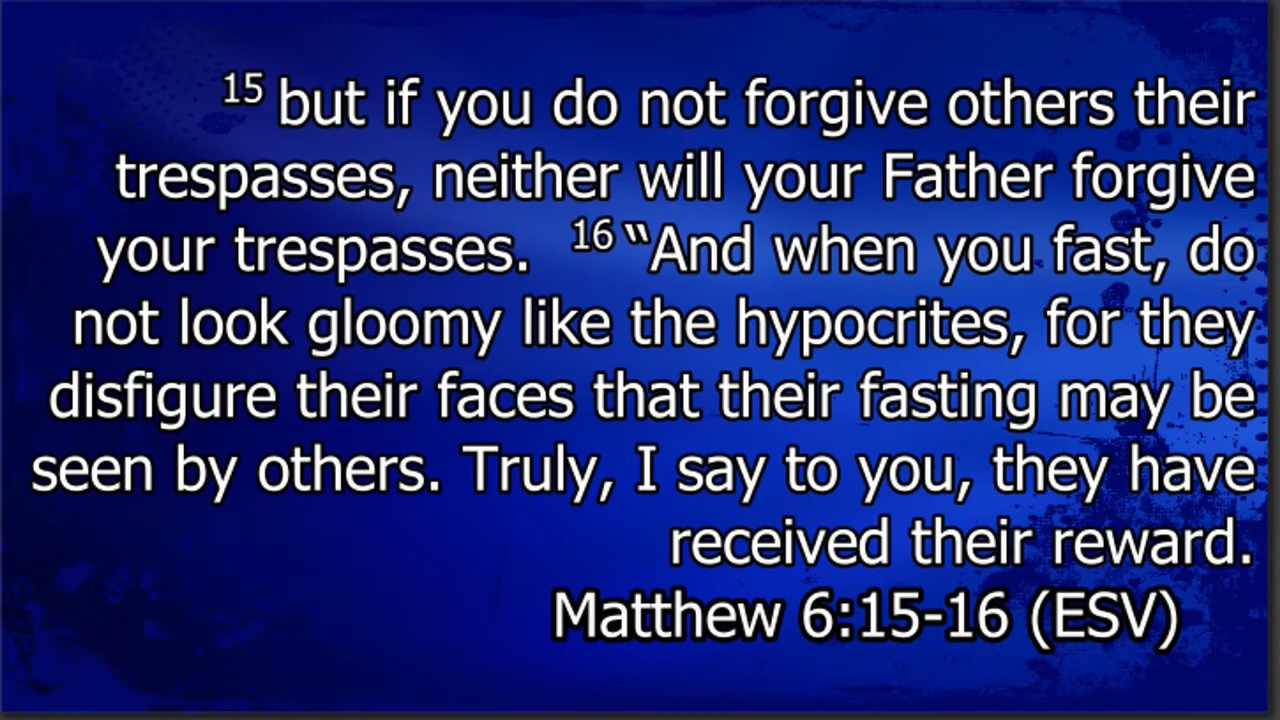 15 but if you do not forgive others their
trespasses, neither will your Father forgive
your trespasses. 16 “And when you fast, do
not look gloomy like the hypocrites, for they
disfigure their faces that their fasting may be
seen by others. Truly, I say to you, they have
received their reward.
Matthew 6:15-16 (ESV)